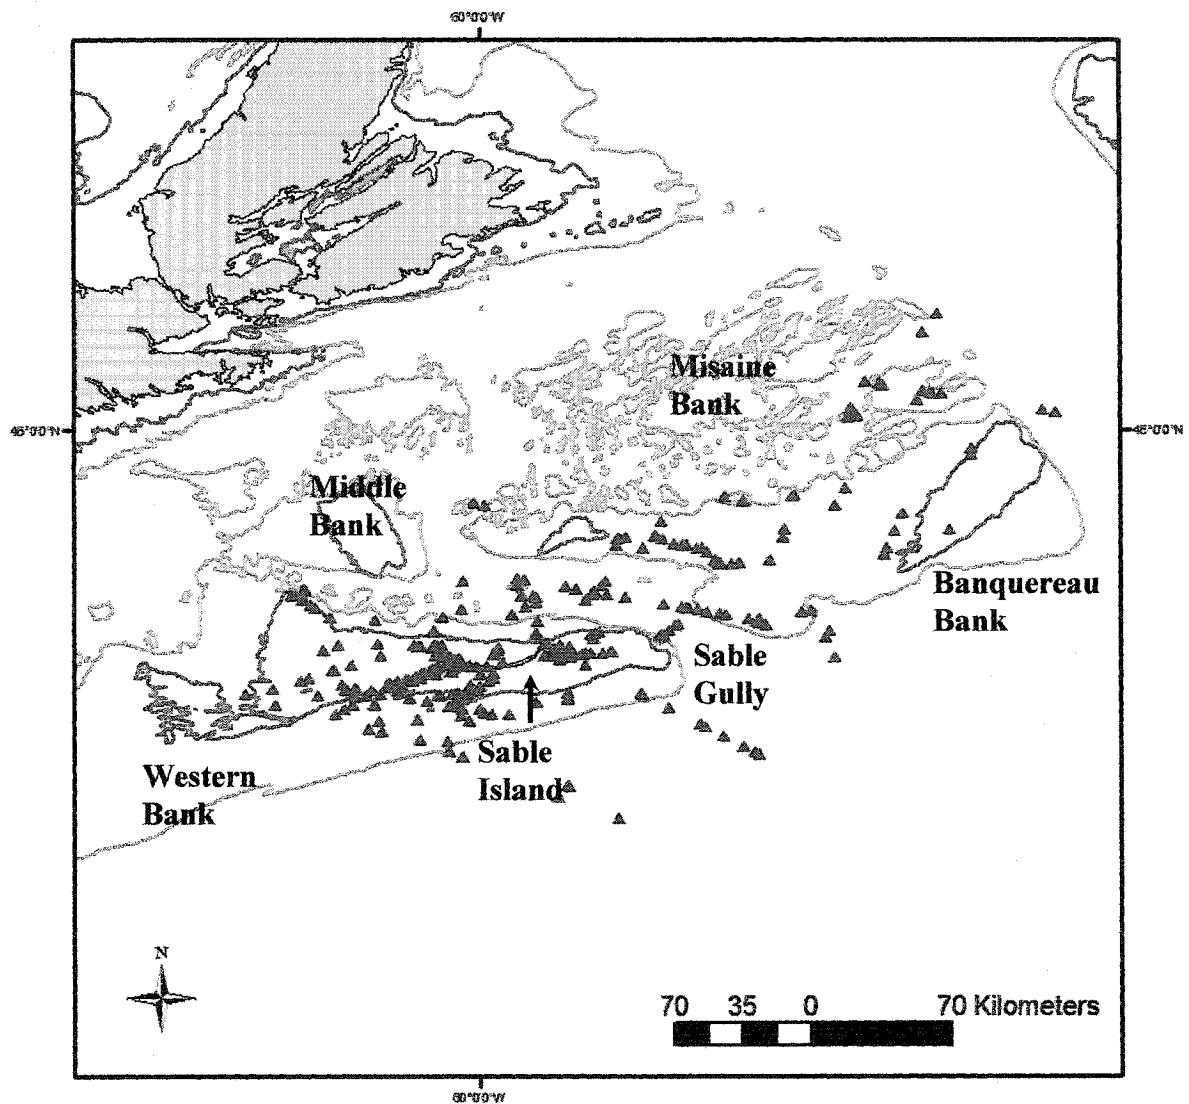 60°0'0"W
45°0'0"N
45°0'0"N
Misaine
Bank
Middle
Bank
Banquereau
Bank
Sable
Gully
Sable
Island
Western
Bank
N
70 35 0 70 Kilometers
60°0'0"W